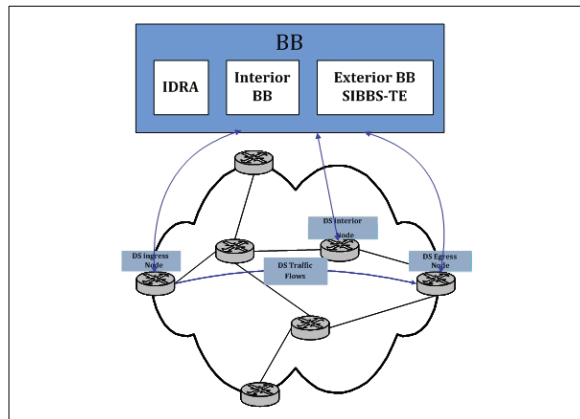 BB
IDRA
Interior
BB
Exterior BB
SIBBS-TE
DS Interior
Node
DS ingress
Node
DS Egress
Node
DS Traffic
Flows